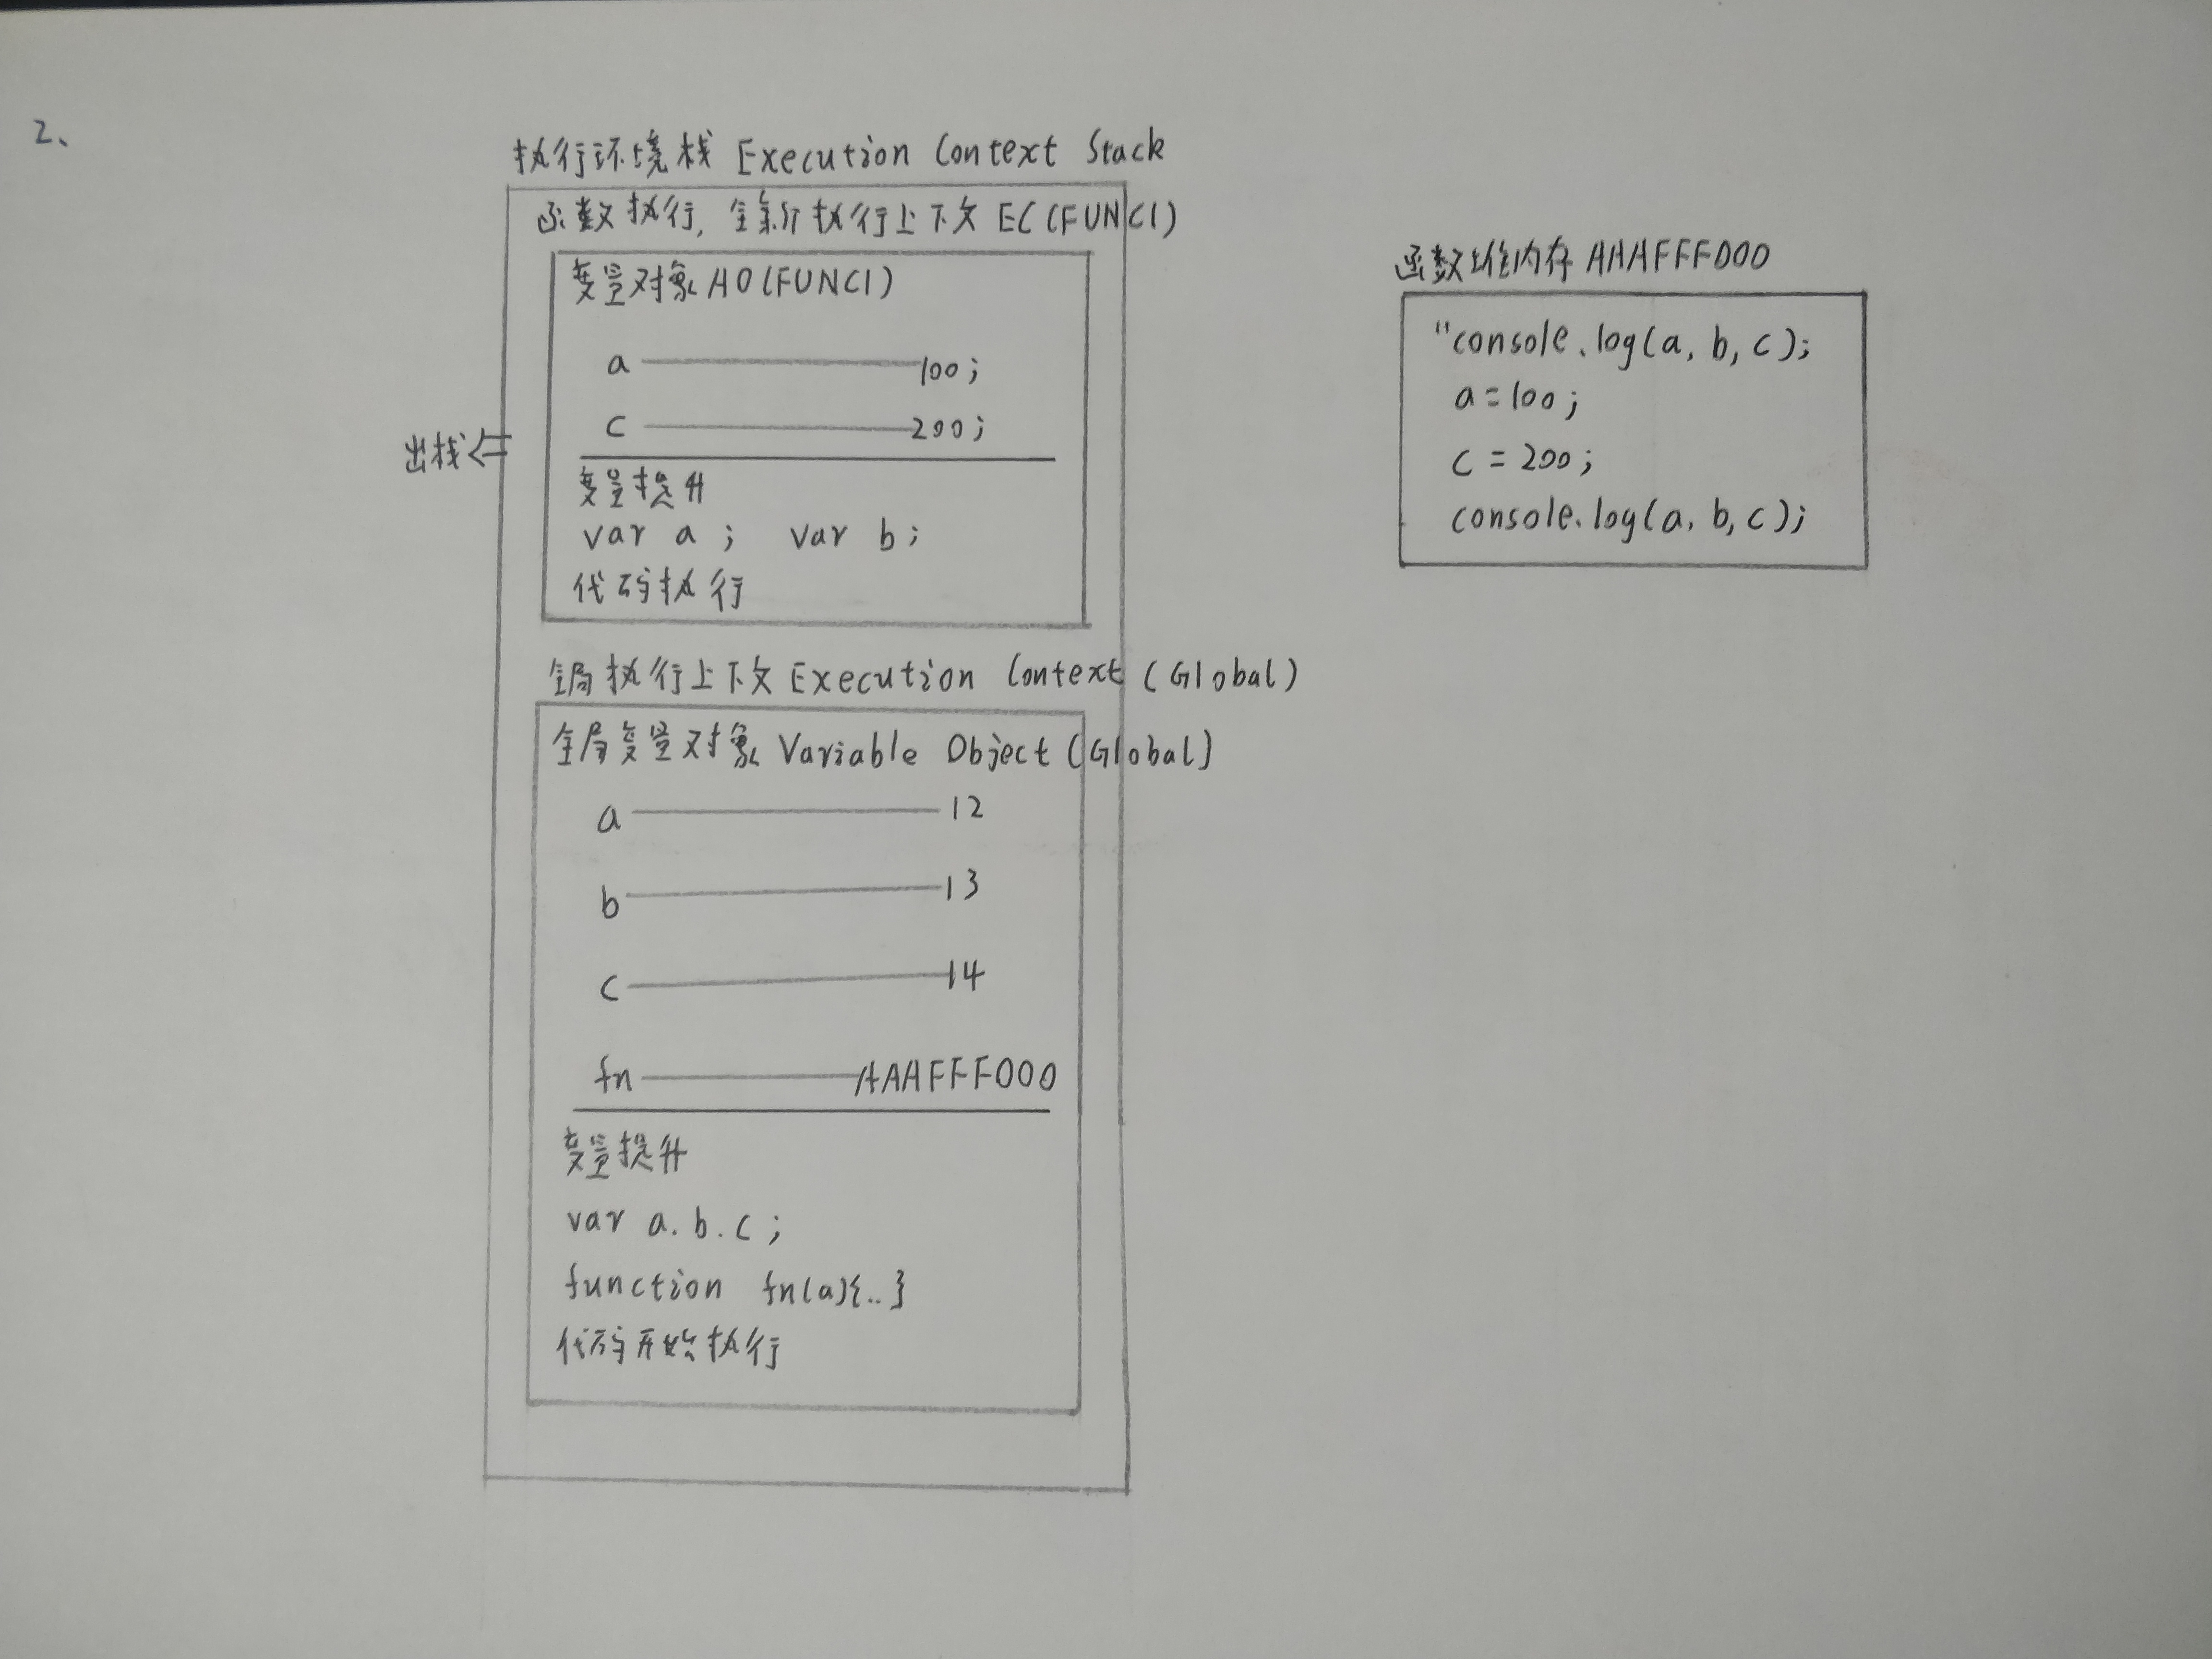 2、
执行环境栈 Execution Context Stack
函数执行, 全新执行上下文 EC(FUNC1)
变量对象 AO(FUNC1)
a 100;
c 200;
出栈
变量提升
var a; var b;
代码执行
全局执行上下文 Execution Context (Global)
全局变量对象 Variable Object (Global)
a 12
b 13
c 14
fn AAAFFF000
变量提升
var a.b.c;
function fn(a){..}
代码开始执行
函数堆内存 AAAFFF000
"console.log(a, b, c);
a=100;
c=200;
console.log(a, b, c);